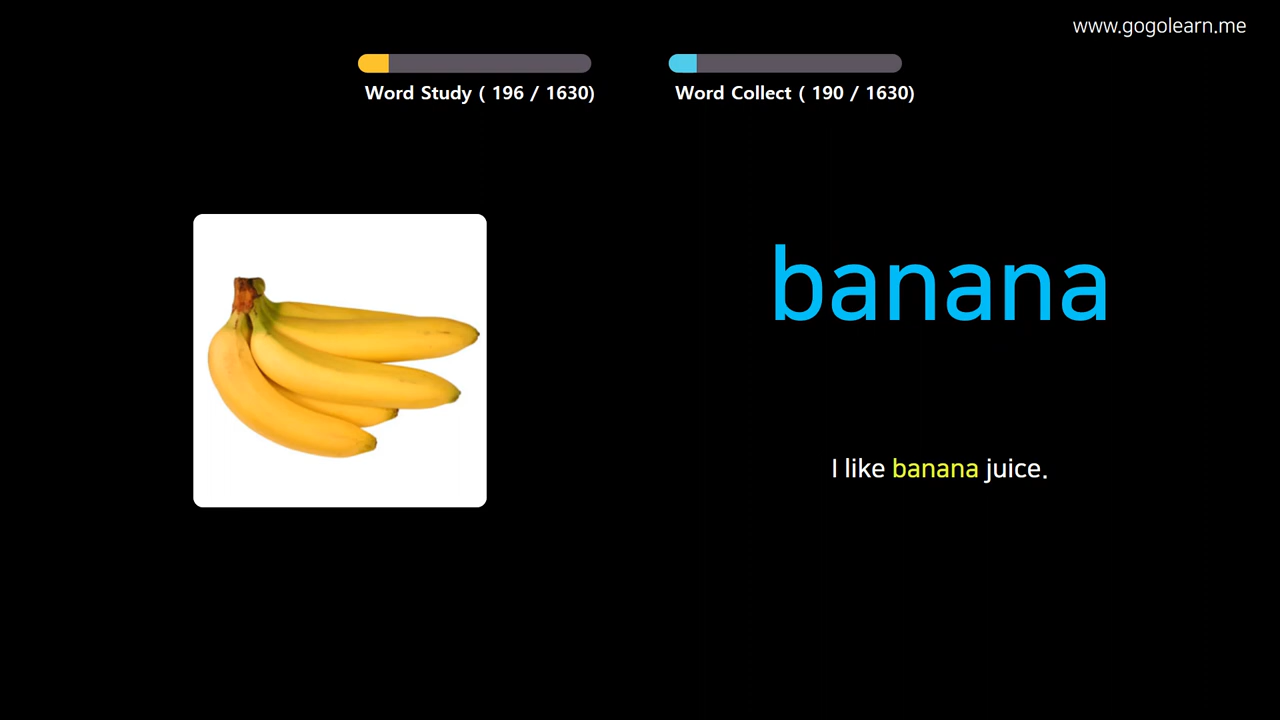 www.gogolearn.me
Word Study ( 196 / 1630)
Word Collect ( 190 / 1630)
banana
I like banana juice.